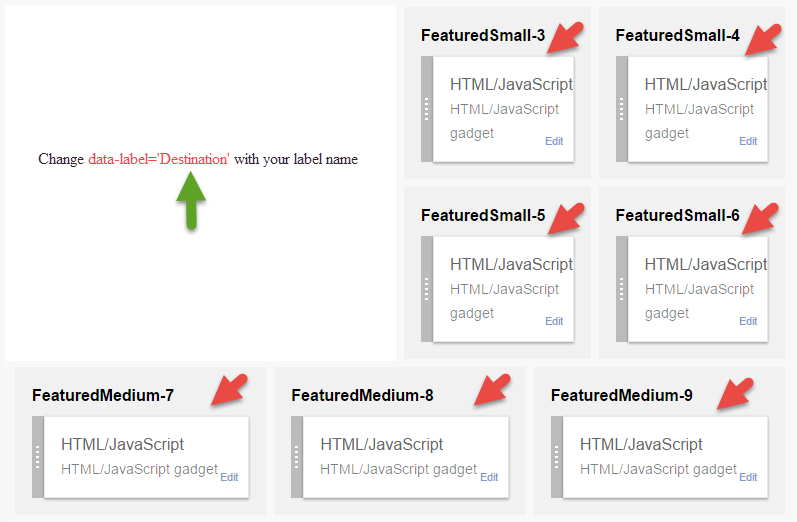 Change data-label='Destination' with your label name
FeaturedSmall-3
HTML/JavaScript
HTML/JavaScript
gadget
Edit
FeaturedSmall-4
HTML/JavaScript
HTML/JavaScript
gadget
Edit
FeaturedSmall-5
HTML/JavaScript
HTML/JavaScript
gadget
Edit
FeaturedSmall-6
HTML/JavaScript
HTML/JavaScript
gadget
Edit
FeaturedMedium-7
HTML/JavaScript
HTML/JavaScript gadget
Edit
FeaturedMedium-8
HTML/JavaScript
HTML/JavaScript gadget
Edit
FeaturedMedium-9
HTML/JavaScript
HTML/JavaScript gadget
Edit